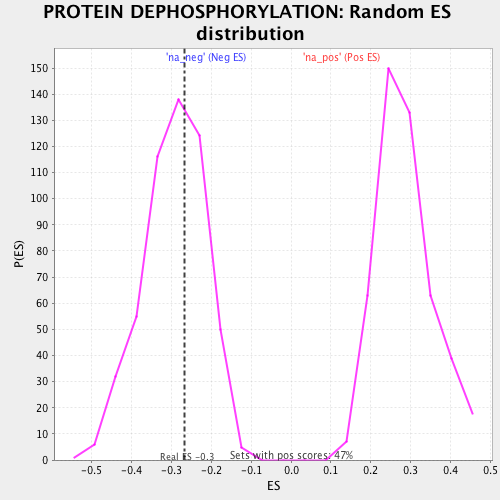 PROTEIN DEPHOSPHORYLATION: Random ES
distribution
'na_neg' (Neg ES)
'na_pos' (Pos ES)
150
140
130
120
110
100
90
80
70
60
50
40
30
20
10
0
P(ES)
Real ES -0.3
Sets with pos scores: 47%
-0.5 -0.4 -0.3 -0.2 -0.1 0.0 0.1 0.2 0.3 0.4 0.5
ES